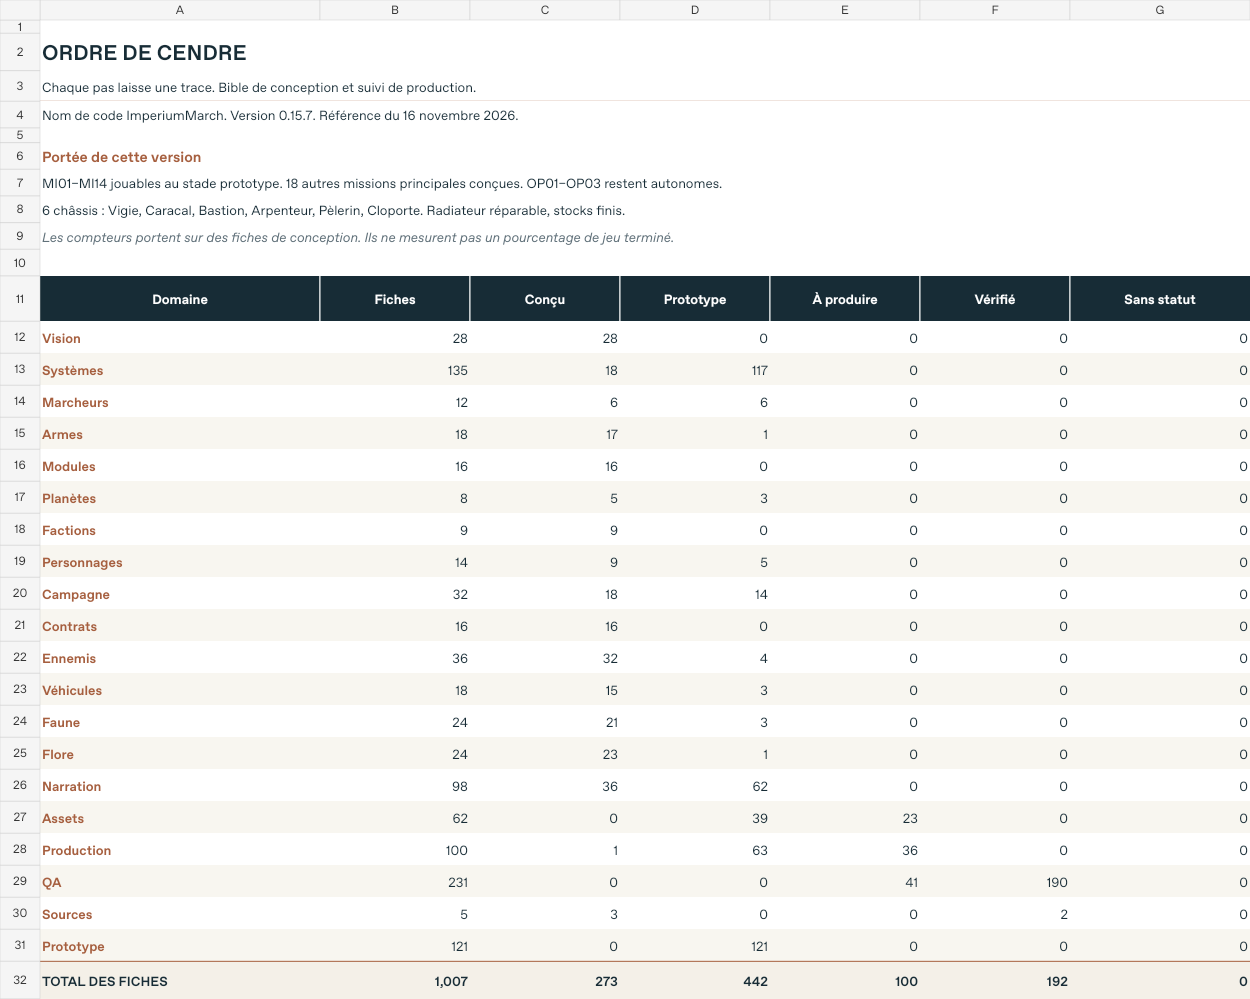 A B C D E F G
1
2 ORDRE DE CENDRE
3 Chaque pas laisse une trace. Bible de conception et suivi de production.
4 Nom de code ImperiumMarch. Version 0.15.7. Référence du 16 novembre 2026.
5
6 Portée de cette version
7 MI01–MI14 jouables au stade prototype. 18 autres missions principales conçues. OP01–OP03 restent autonomes.
8 6 châssis : Vigie, Caracal, Bastion, Arpenteur, Pèlerin, Cloporte. Radiateur réparable, stocks finis.
9 Les compteurs portent sur des fiches de conception. Ils ne mesurent pas un pourcentage de jeu terminé.
10
11 Domaine Fiches Conçu Prototype À produire Vérifié Sans statut
12 Vision 28 28 0 0 0 0
13 Systèmes 135 18 117 0 0 0
14 Marcheurs 12 6 6 0 0 0
15 Armes 18 17 1 0 0 0
16 Modules 16 16 0 0 0 0
17 Planètes 8 5 3 0 0 0
18 Factions 9 9 0 0 0 0
19 Personnages 14 9 5 0 0 0
20 Campagne 32 18 14 0 0 0
21 Contrats 16 16 0 0 0 0
22 Ennemis 36 32 4 0 0 0
23 Véhicules 18 15 3 0 0 0
24 Faune 24 21 3 0 0 0
25 Flore 24 23 1 0 0 0
26 Narration 98 36 62 0 0 0
27 Assets 62 0 39 23 0 0
28 Production 100 1 63 36 0 0
29 QA 231 0 0 41 190 0
30 Sources 5 3 0 0 2 0
31 Prototype 121 0 121 0 0 0
32 TOTAL DES FICHES 1,007 273 442 100 192 0